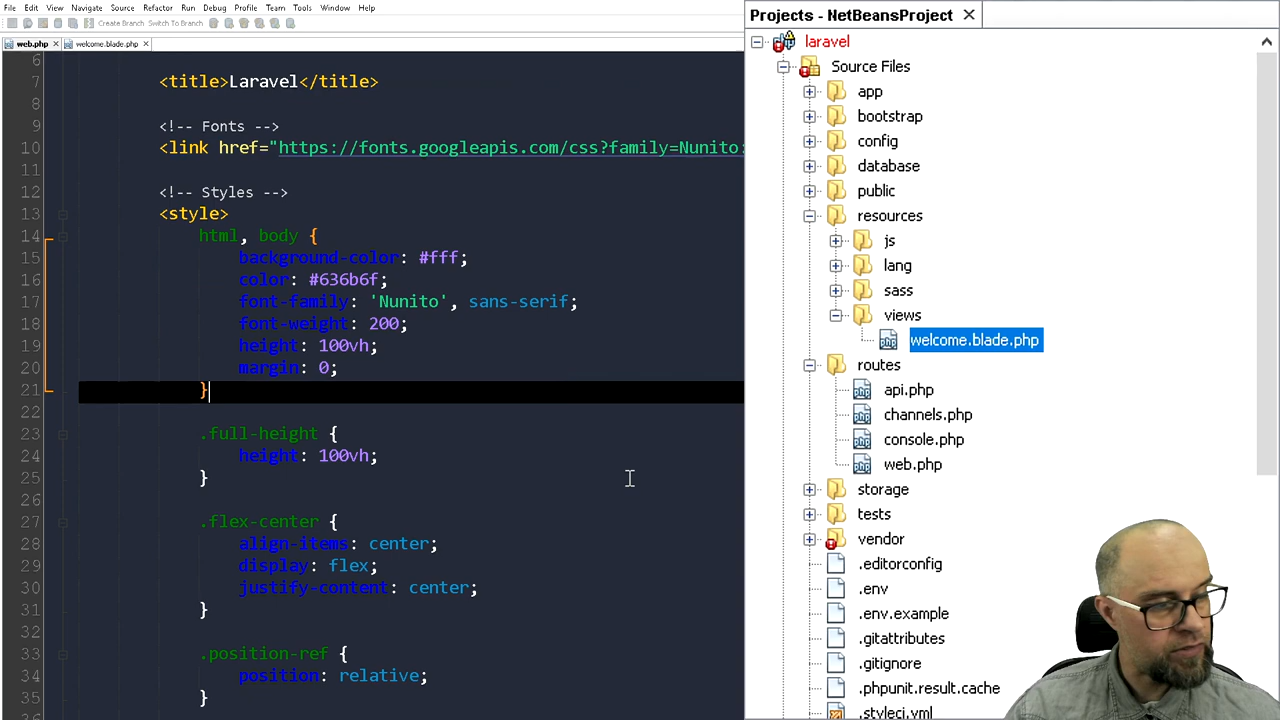 File Edit View Navigate Source Refactor Run Debug Profile Team Tools Window Help
Create Branch Switch To Branch
web.php welcome.blade.php
6
7 <title>Laravel</title>
8
9 <!-- Fonts -->
10 <link href="https://fonts.googleapis.com/css?family=Nunito:
11
12 <!-- Styles -->
13 <style>
14 html, body {
15 background-color: #fff;
16 color: #636b6f;
17 font-family: 'Nunito', sans-serif;
18 font-weight: 200;
19 height: 100vh;
20 margin: 0;
21 }
22
23 .full-height {
24 height: 100vh;
25 }
26
27 .flex-center {
28 align-items: center;
29 display: flex;
30 justify-content: center;
31 }
32
33 .position-ref {
34 position: relative;
35 }
Projects - NetBeansProject
laravel
Source Files
app
bootstrap
config
database
public
resources
js
lang
sass
views
welcome.blade.php
routes
api.php
channels.php
console.php
web.php
storage
tests
vendor
.editorconfig
.env
.env.example
.gitattributes
.gitignore
.phpunit.result.cache
.styleci.yml